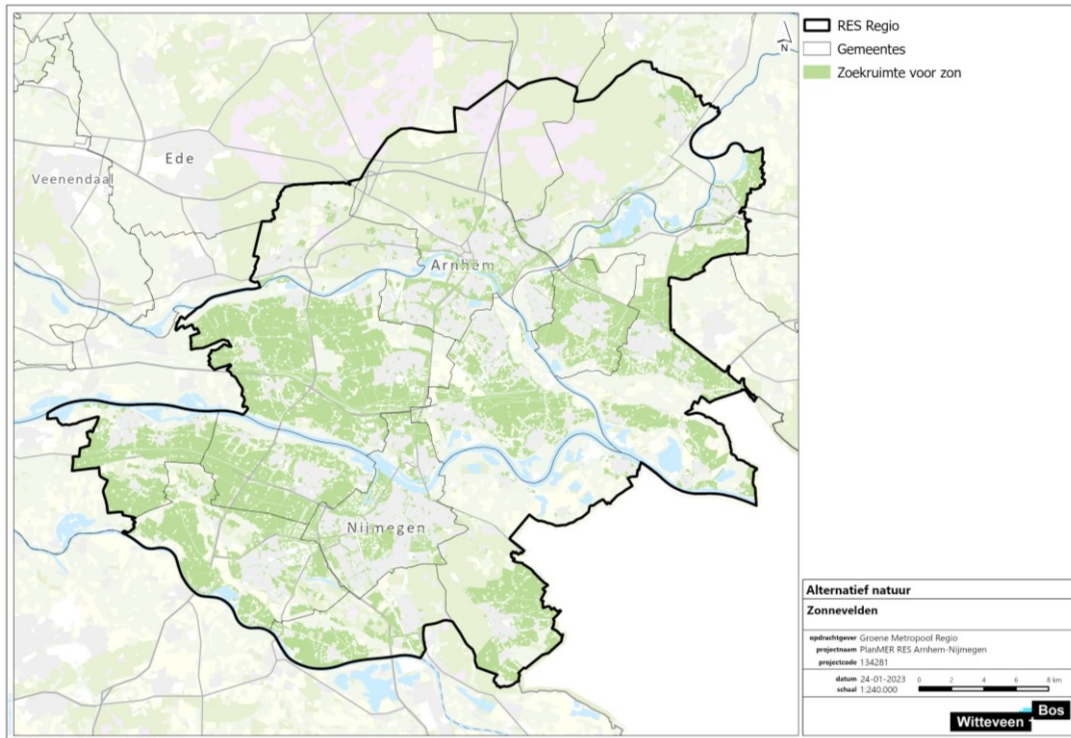 RES Regio
Gemeentes
Zoekruimte voor zon
N
Ede
Veenendaal
Arnhem
Nijmegen
Alternatief natuur
Zonnevelden
opdrachtgever Groene Metropool Regio
projectnaam PlanMER RES Arnhem-Nijmegen
projectcode 134281
datum 24-01-2023
0 2 4 6 8 km
schaal 1:240.000
Witteveen + Bos